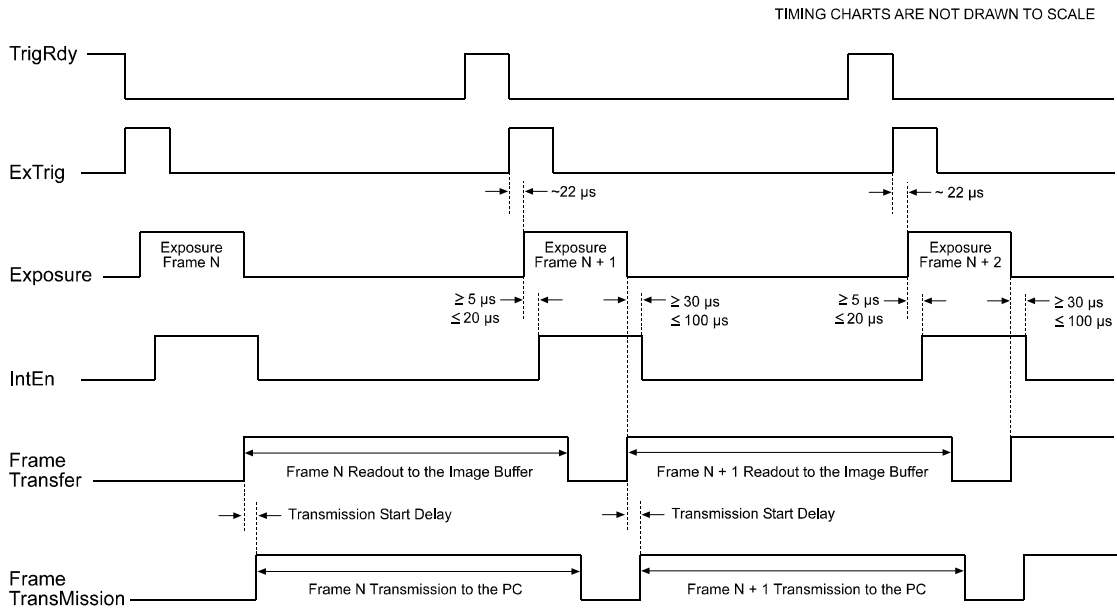 TIMING CHARTS ARE NOT DRAWN TO SCALE
TrigRdy
ExTrig
~22 µs
~ 22 µs
Exposure
Exposure
Frame N
Exposure
Frame N + 1
Exposure
Frame N + 2
≥ 5 µs
≤ 20 µs
≥ 30 µs
≤ 100 µs
≥ 5 µs
≤ 20 µs
≥ 30 µs
≤ 100 µs
IntEn
Frame
Transfer
Frame N Readout to the Image Buffer
Frame N + 1 Readout to the Image Buffer
Transmission Start Delay
Transmission Start Delay
Frame
TransMission
Frame N Transmission to the PC
Frame N + 1 Transmission to the PC